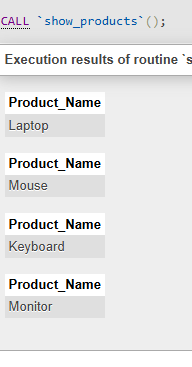 CALL `show_products`();
Execution results of routine `s
Product_Name
Laptop
Product_Name
Mouse
Product_Name
Keyboard
Product_Name
Monitor